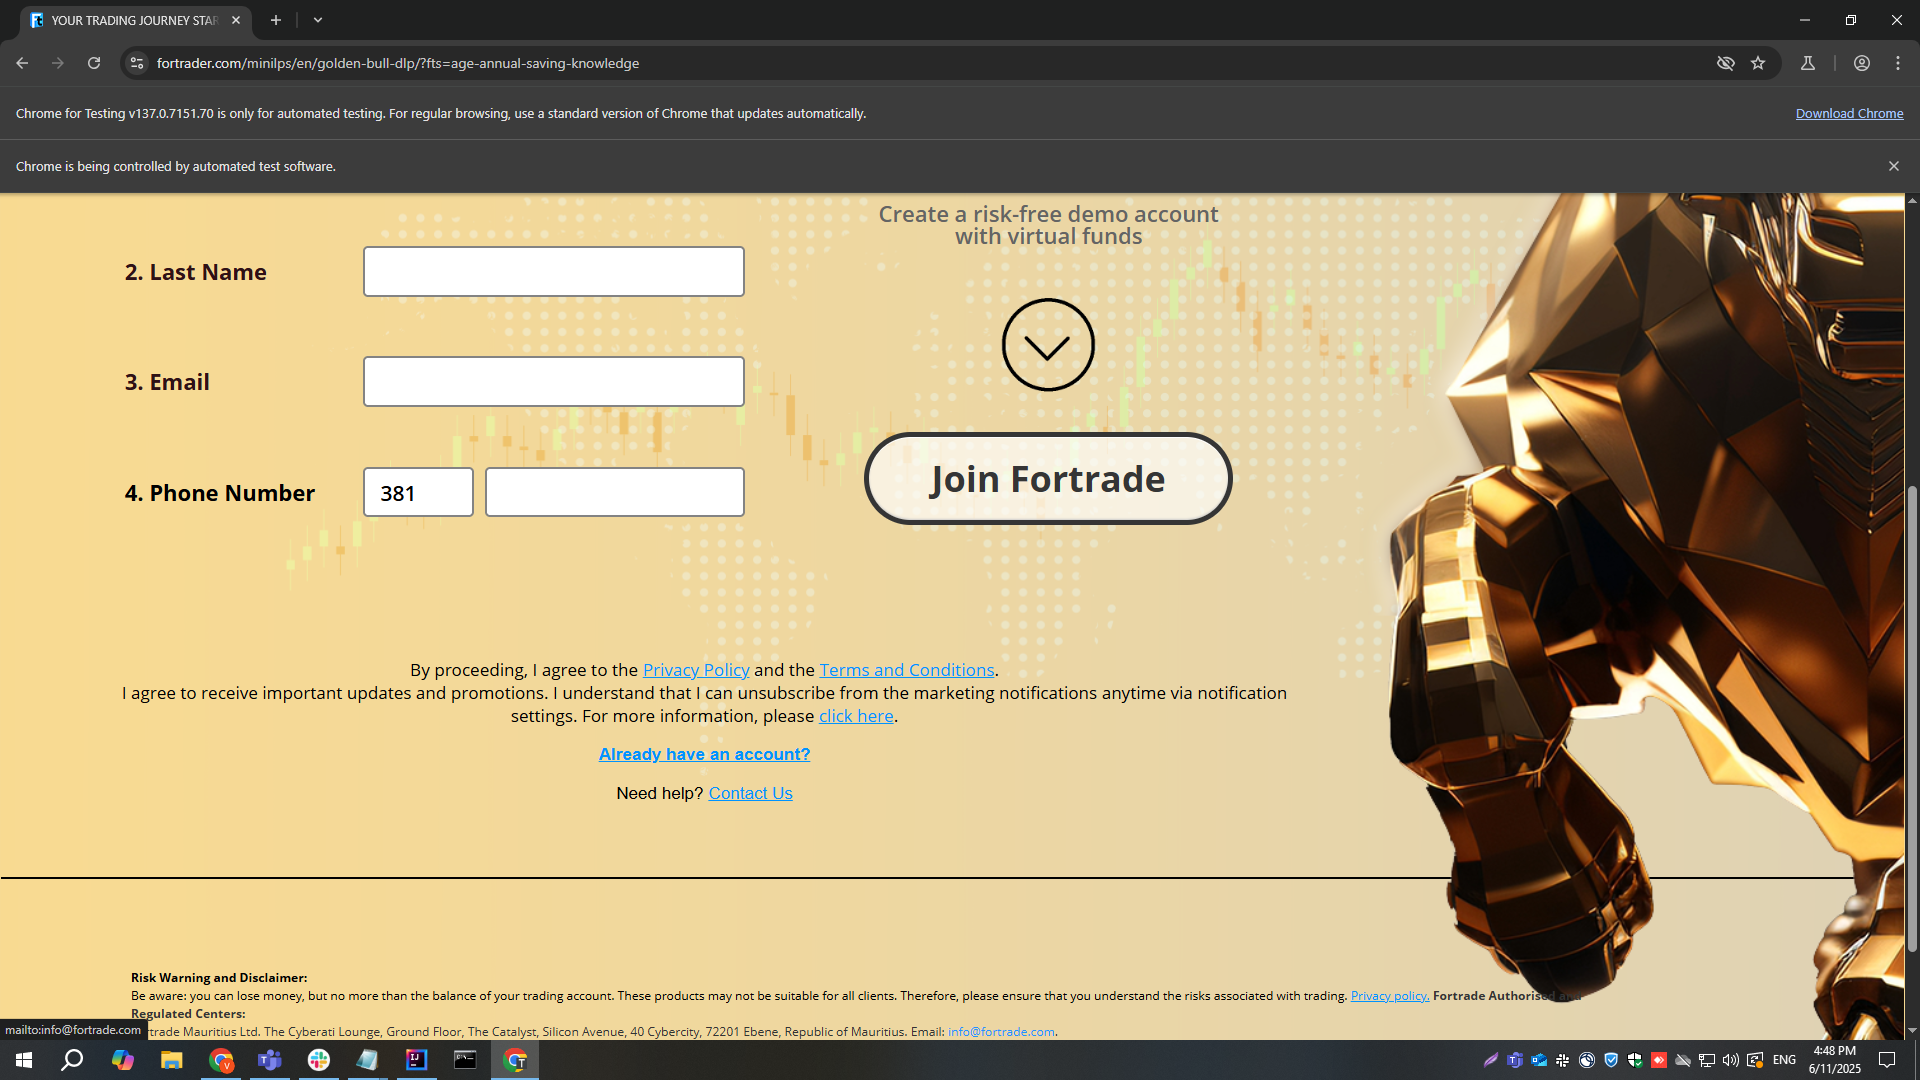 YOUR TRADING JOURNEY STAR
fortrader.com/minilps/en/golden-bull-dlp/?fts=age-annual-saving-knowledge
Chrome for Testing v137.0.7151.70 is only for automated testing. For regular browsing, use a standard version of Chrome that updates automatically.
Download Chrome
Chrome is being controlled by automated test software.
Create a risk-free demo account
with virtual funds
2. Last Name
3. Email
4. Phone Number
381
Join Fortrade
By proceeding, I agree to the Privacy Policy and the Terms and Conditions.
I agree to receive important updates and promotions. I understand that I can unsubscribe from the marketing notifications anytime via notification
settings. For more information, please click here.
Already have an account?
Need help? Contact Us
Risk Warning and Disclaimer:
Be aware: you can lose money, but no more than the balance of your trading account. These products may not be suitable for all clients. Therefore, please ensure that you understand the risks associated with trading. Privacy policy. Fortrade Authorised and
Regulated Centers:
rtrade Mauritius Ltd. The Cyberati Lounge, Ground Floor, The Catalyst, Silicon Avenue, 40 Cybercity, 72201 Ebene, Republic of Mauritius. Email: info@fortrade.com.
mailto:info@fortrade.com
ENG
4:48 PM
6/11/2025